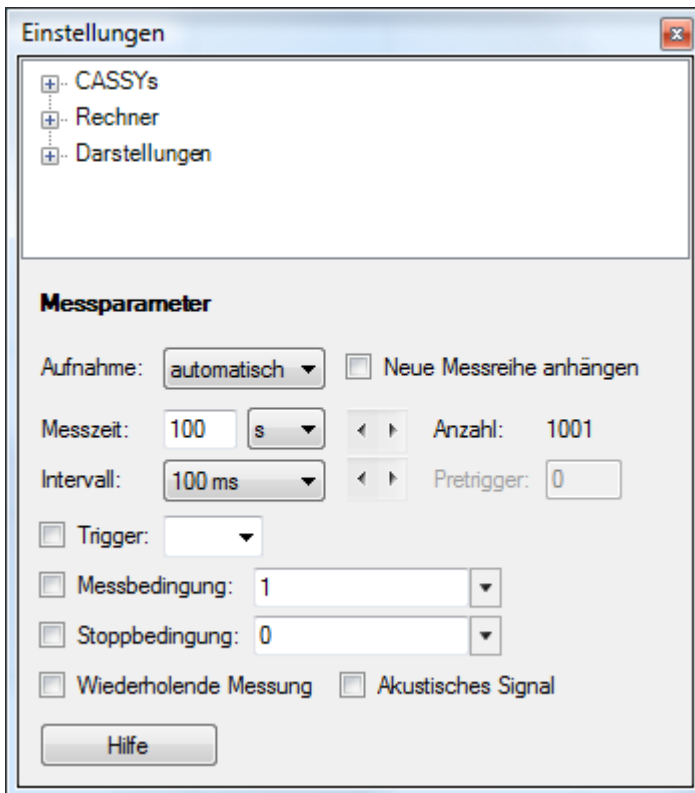 Einstellungen
CASSYs
Rechner
Darstellungen
Messparameter
Aufnahme: automatisch Neue Messreihe anhängen
Messzeit: 100 s Anzahl: 1001
Intervall: 100 ms Pretrigger: 0
Trigger:
Messbedingung: 1
Stoppbedingung: 0
Wiederholende Messung Akustisches Signal
Hilfe